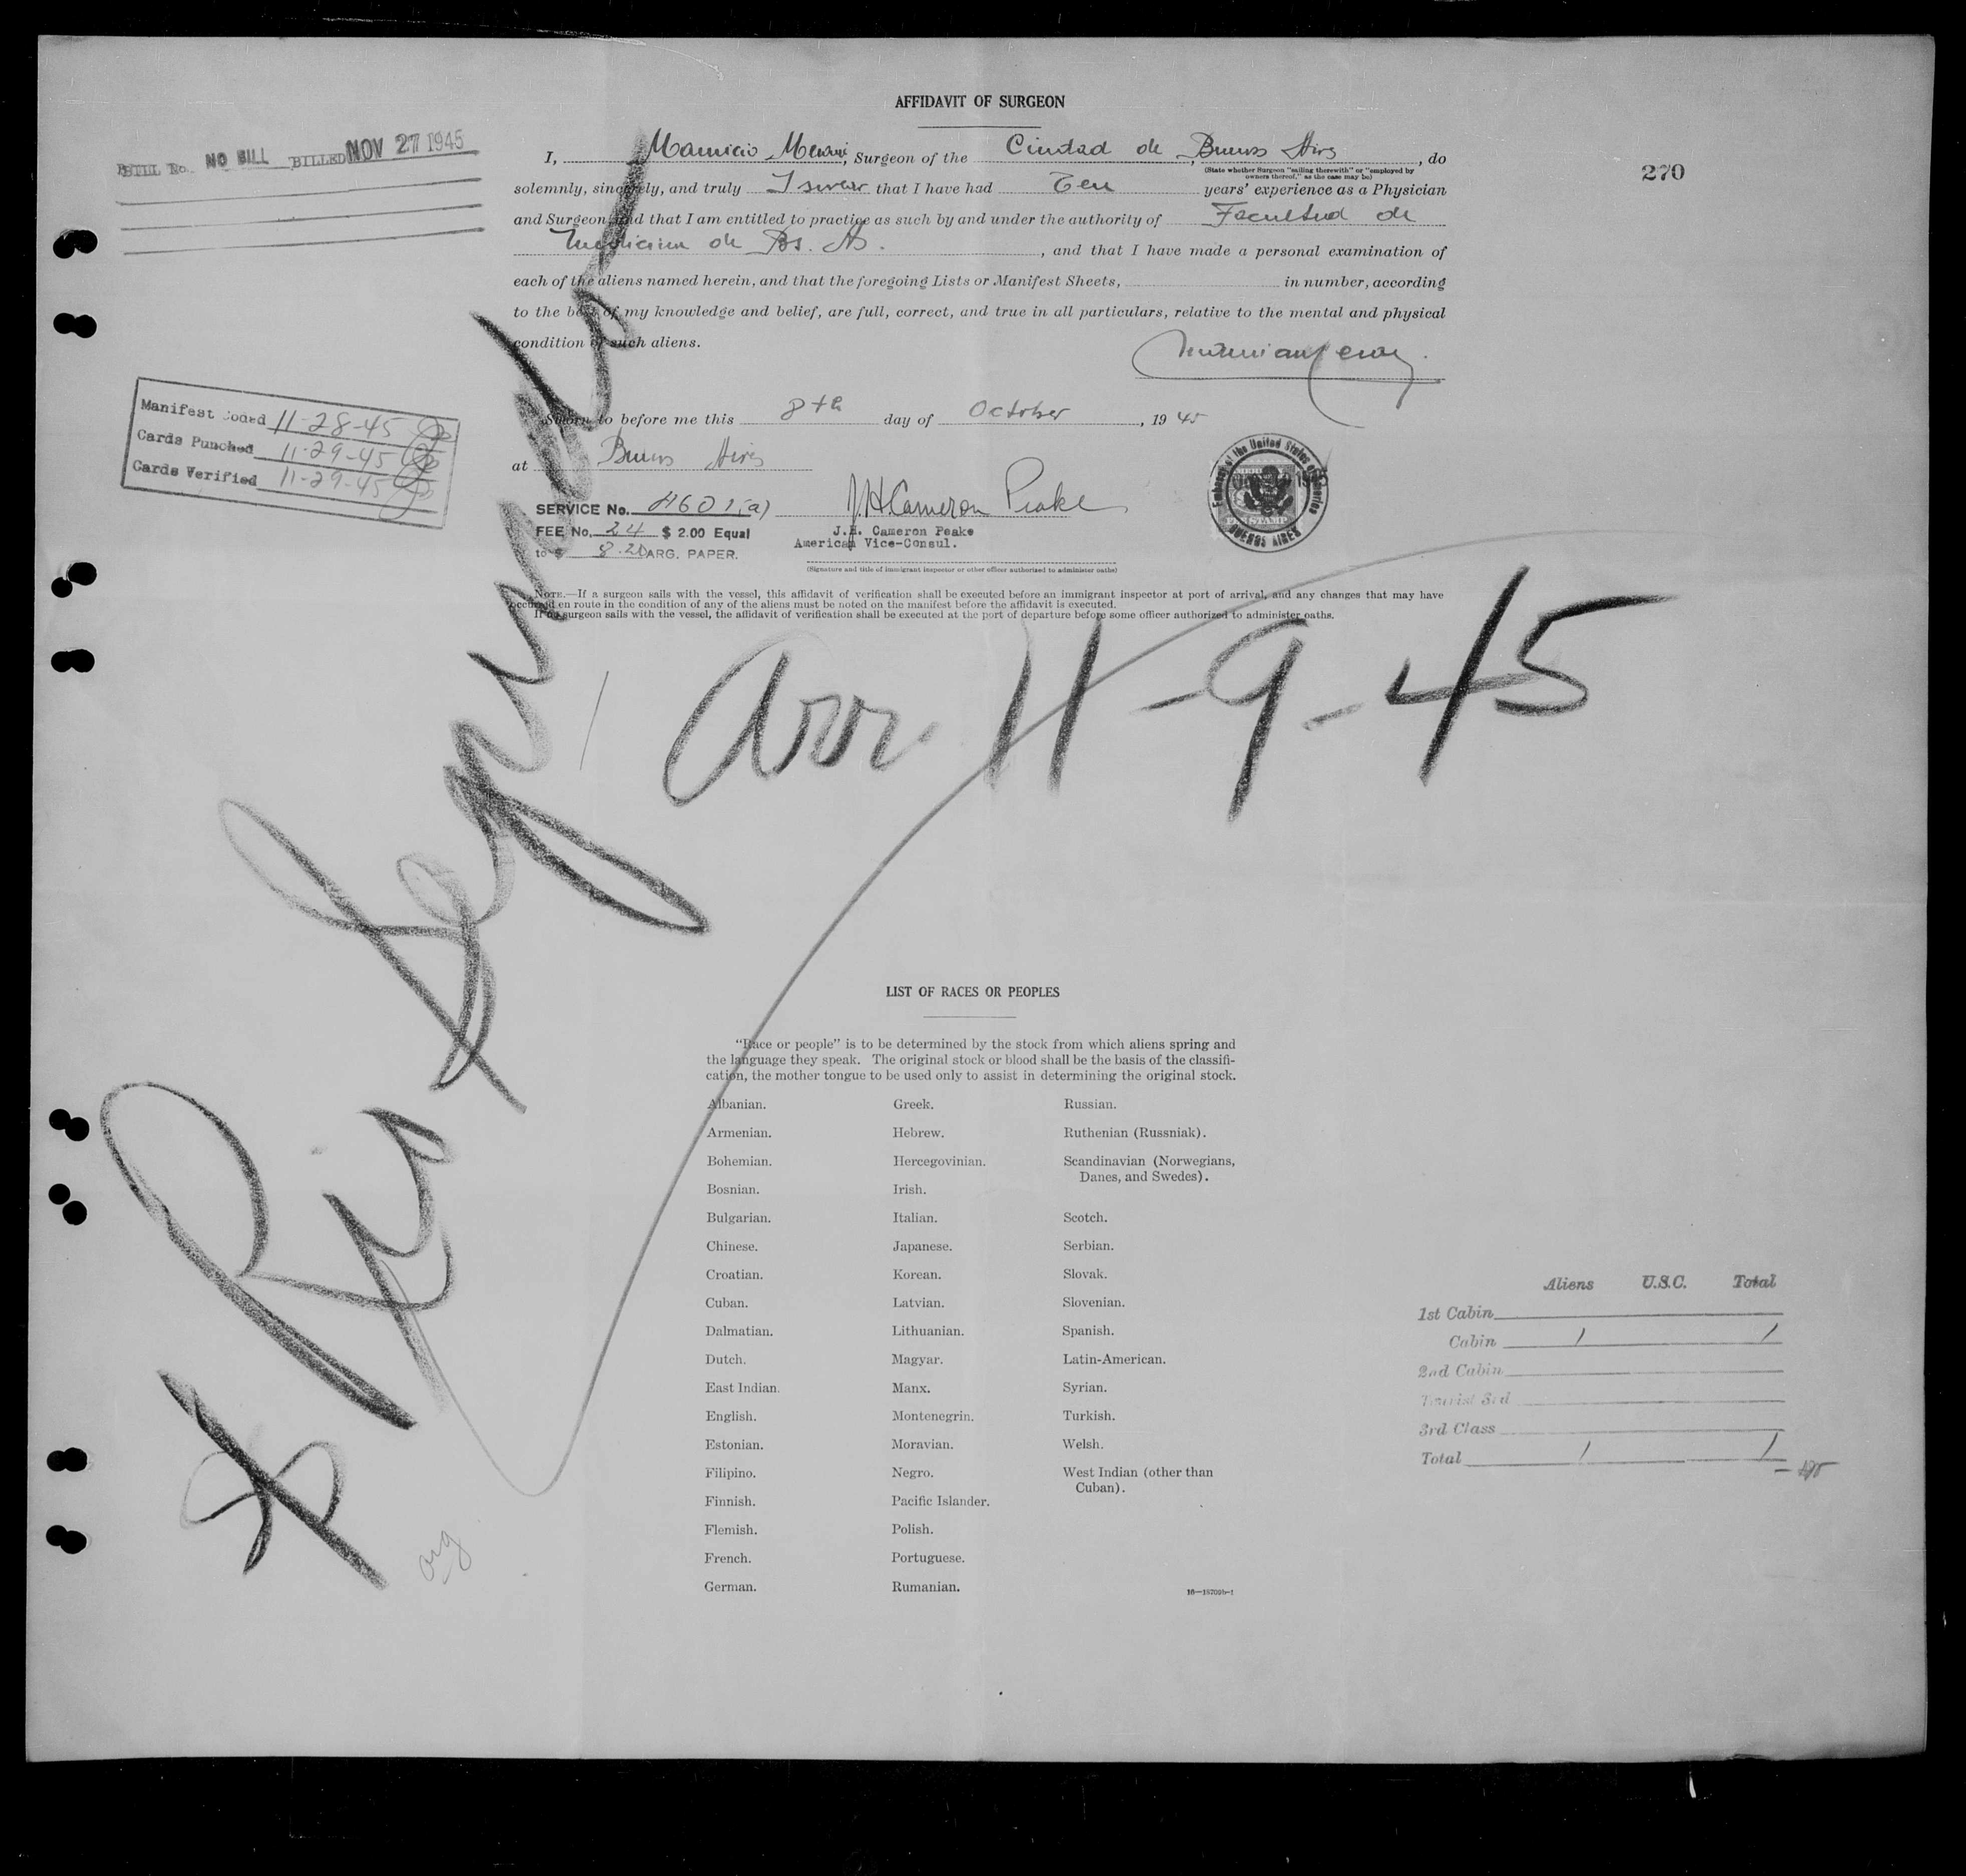 AFFIDAVIT OF SURGEON
BILL No. NO BILL BILLED NOV 27 1945
270
I, Mauricio , Surgeon of the Ciudad de Buenos Aires, do
(State whether Surgeon "sailing therewith" or "employed by
owners thereof," as the case may be)
solemnly, sincerely, and truly I swear that I have had Ten years' experience as a Physician
and Surgeon, and that I am entitled to practice as such by and under the authority of Facultad de
Medicina de Bs. As., and that I have made a personal examination of
each of the aliens named herein, and that the foregoing Lists or Manifest Sheets, in number, according
to the best of my knowledge and belief, are full, correct, and true in all particulars, relative to the mental and physical
condition of such aliens.
Manifest Coded 11-28-45
Cards Punched 11-29-45
Cards Verified 11-29-45
Sworn to before me this 8th day of October, 1945
at Buenos Aires
Embassy of the United States of America
BUENOS AIRES
SERVICE No. 4601(a) J.H. Cameron Peake
FEE No. 24 $ 2.00 Equal
J.H. Cameron Peake
to $ 8.20 ARG. PAPER.
American Vice-Consul.
(Signature and title of immigrant inspector or other officer authorized to administer oaths)
NOTE.—If a surgeon sails with the vessel, this affidavit of verification shall be executed before an immigrant inspector at port of arrival, and any changes that may have
occurred en route in the condition of any of the aliens must be noted on the manifest before the affidavit is executed.
If no surgeon sails with the vessel, the affidavit of verification shall be executed at the port of departure before some officer authorized to administer oaths.
Arr. 11-9-45
* Rio Segundo
LIST OF RACES OR PEOPLES
"Race or people" is to be determined by the stock from which aliens spring and
the language they speak. The original stock or blood shall be the basis of the classifi-
cation, the mother tongue to be used only to assist in determining the original stock.
Albanian.
Armenian.
Bohemian.
Bosnian.
Bulgarian.
Chinese.
Croatian.
Cuban.
Dalmatian.
Dutch.
East Indian.
English.
Estonian.
Filipino.
Finnish.
Flemish.
French.
German.
Greek.
Hebrew.
Hercegovinian.
Irish.
Italian.
Japanese.
Korean.
Latvian.
Lithuanian.
Magyar.
Manx.
Montenegrin.
Moravian.
Negro.
Pacific Islander.
Polish.
Portuguese.
Rumanian.
Russian.
Ruthenian (Russniak).
Scandinavian (Norwegians,
Danes, and Swedes).
Scotch.
Serbian.
Slovak.
Slovenian.
Spanish.
Latin-American.
Syrian.
Turkish.
Welsh.
West Indian (other than
Cuban).
16—18709b-1
Aliens U.S.C. Total
1st Cabin
Cabin 1 1
2nd Cabin
Tourist 3rd
3rd Class
Total 1 1
org